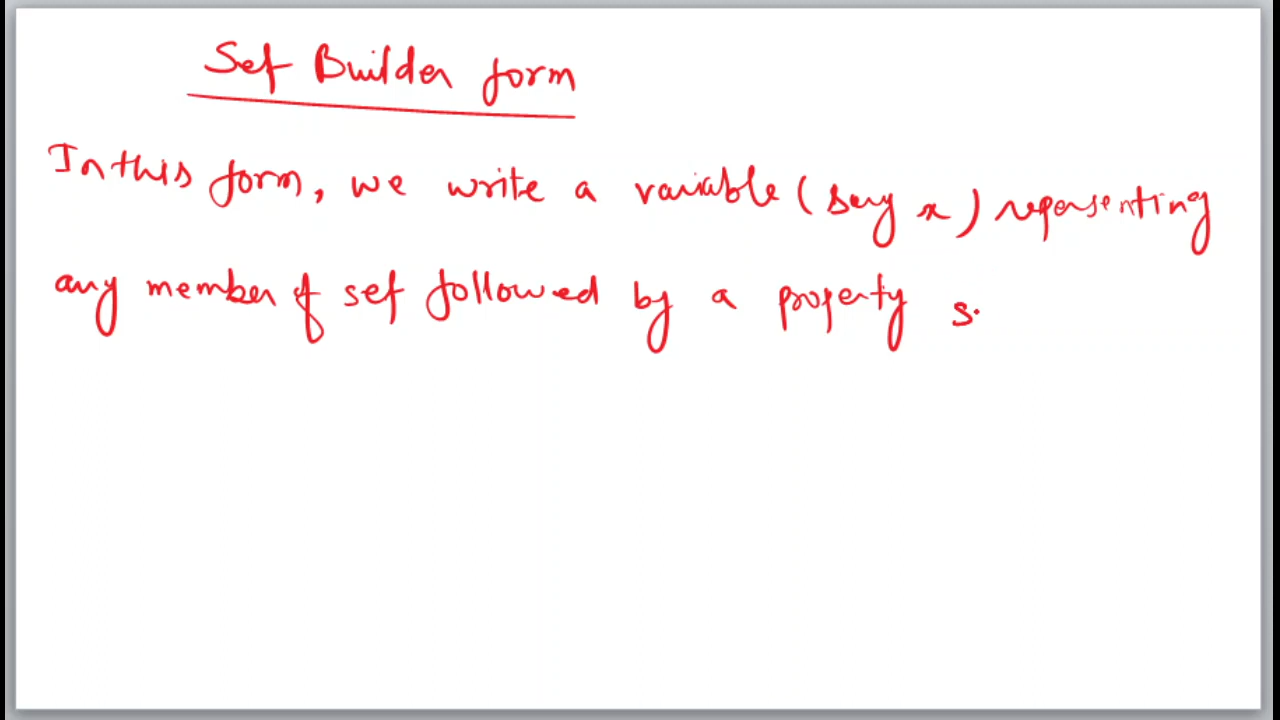 Set Builder form
In this form, we write a variable (say x) representing
any member of set followed by a property s